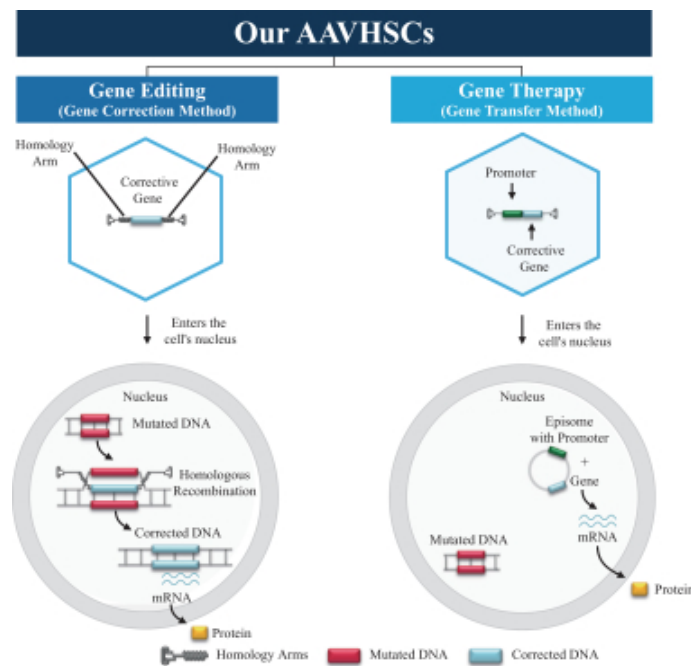 Our AAVHSCs
Gene Editing
(Gene Correction Method)
Homology
Arm
Homology
Arm
Corrective
Gene
Enters the
cell's nucleus
Nucleus
Mutated DNA
Homologous
Recombination
Corrected DNA
mRNA
Protein
Gene Therapy
(Gene Transfer Method)
Promoter
Corrective
Gene
Enters the
cell's nucleus
Nucleus
Episome
with Promoter
+
Gene
mRNA
Mutated DNA
Protein
Homology Arms
Mutated DNA
Corrected DNA